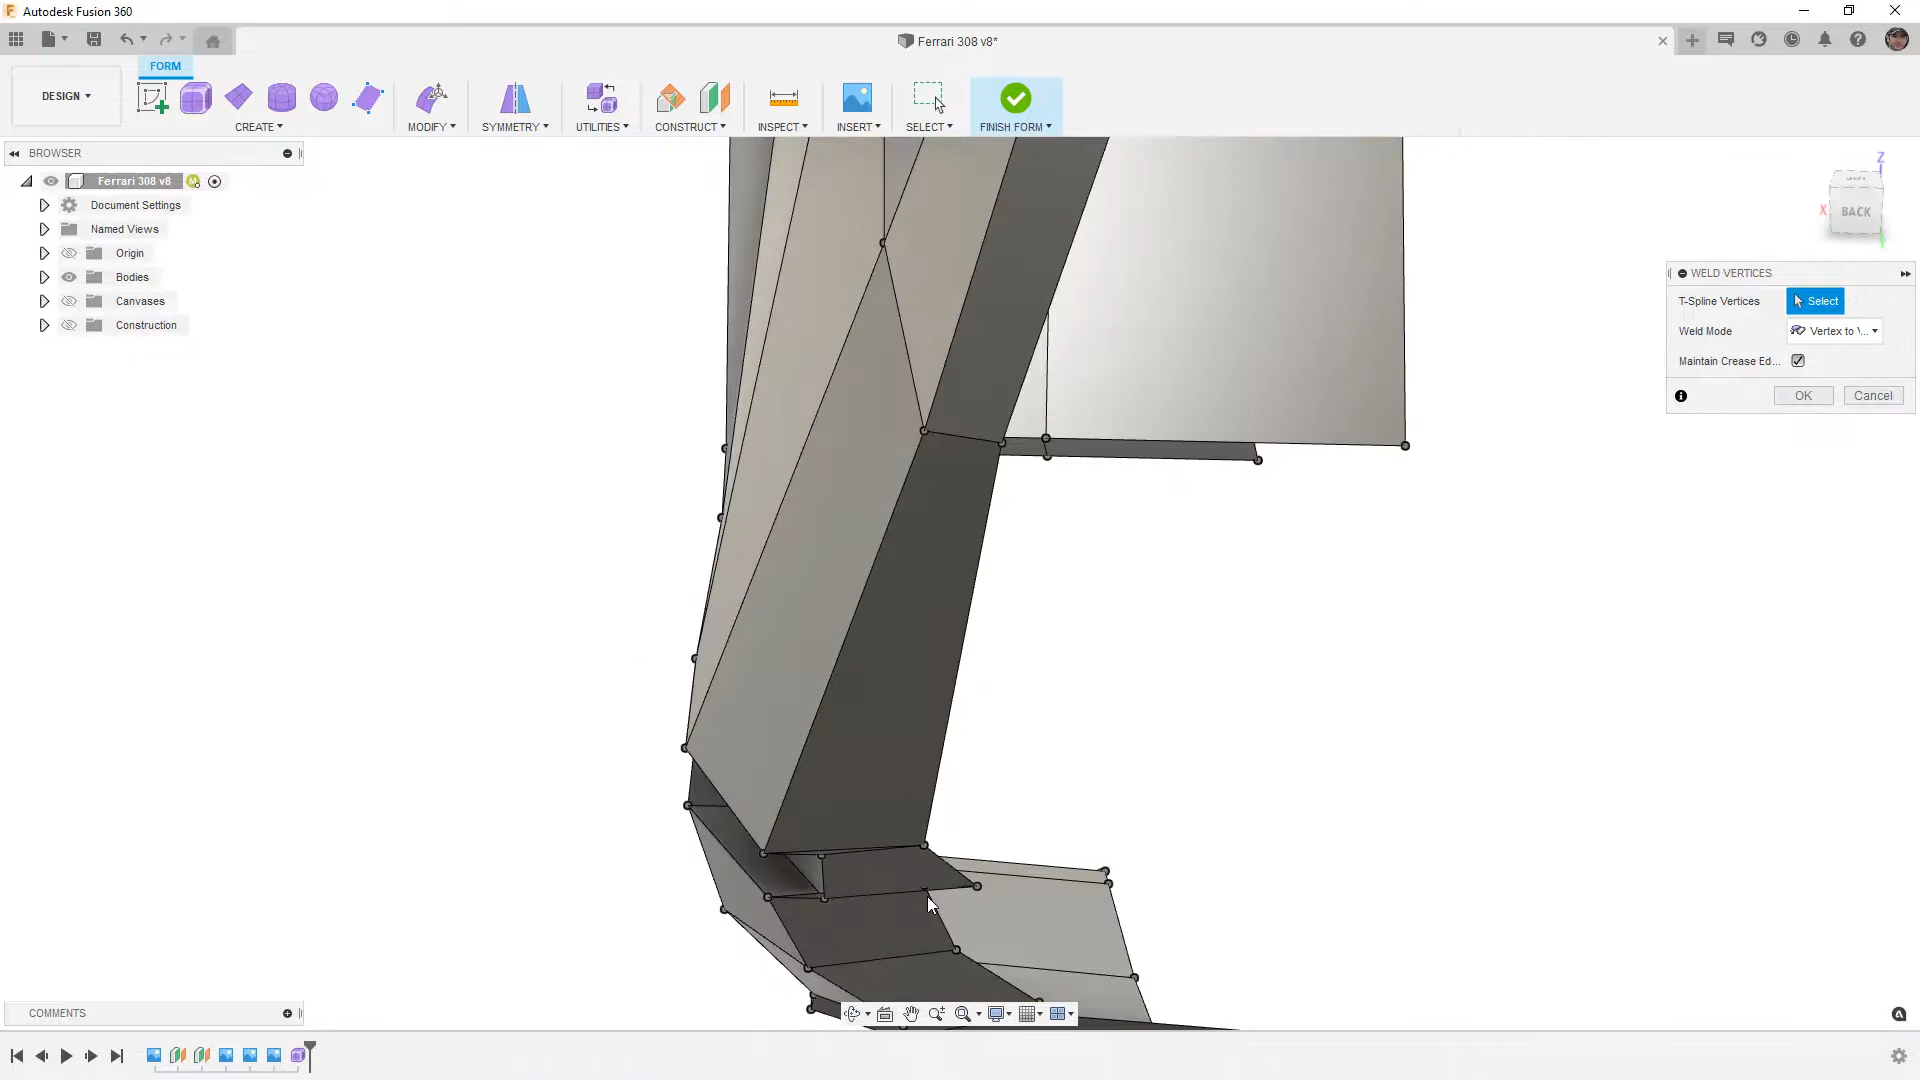 Autodesk Fusion 360
Ferrari 308 v8*
FORM
DESIGN
CREATE
MODIFY
SYMMETRY
UTILITIES
CONSTRUCT
INSPECT
INSERT
SELECT
FINISH FORM
BROWSER
Ferrari 308 v8
M
Document Settings
Named Views
Origin
Bodies
Canvases
Construction
Z
X
BACK
WELD VERTICES
T-Spline Vertices
Select
Weld Mode
Vertex to \...
Maintain Crease Ed...
OK
Cancel
COMMENTS